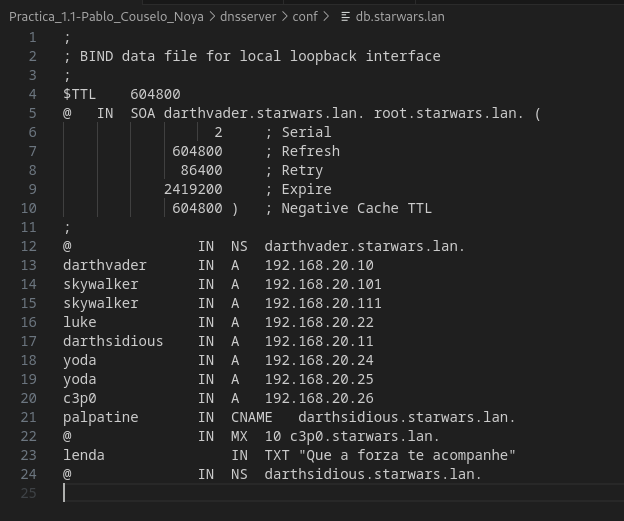 Practica_1.1-Pablo_Couselo_Noya > dnsserver > conf > db.starwars.lan
1 ;
2 ; BIND data file for local loopback interface
3 ;
4 $TTL 604800
5 @ IN SOA darthvader.starwars.lan. root.starwars.lan. (
6 2 ; Serial
7 604800 ; Refresh
8 86400 ; Retry
9 2419200 ; Expire
10 604800 ) ; Negative Cache TTL
11 ;
12 @ IN NS darthvader.starwars.lan.
13 darthvader IN A 192.168.20.10
14 skywalker IN A 192.168.20.101
15 skywalker IN A 192.168.20.111
16 luke IN A 192.168.20.22
17 darthsidious IN A 192.168.20.11
18 yoda IN A 192.168.20.24
19 yoda IN A 192.168.20.25
20 c3p0 IN A 192.168.20.26
21 palpatine IN CNAME darthsidious.starwars.lan.
22 @ IN MX 10 c3p0.starwars.lan.
23 lenda IN TXT "Que a forza te acompanhe"
24 @ IN NS darthsidious.starwars.lan.
25